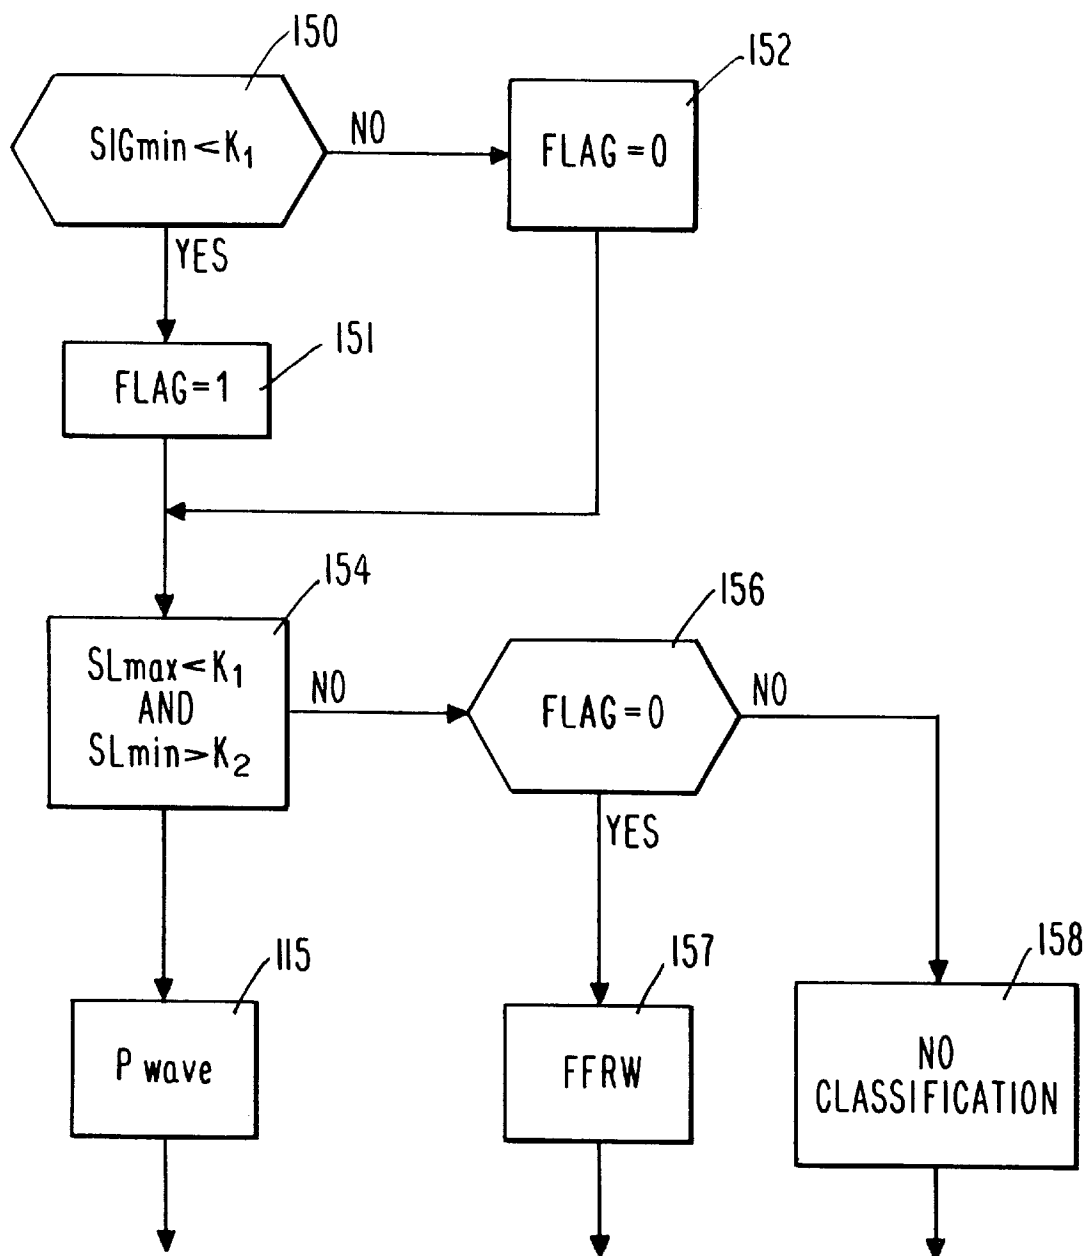 150
152
SIGmin<K1
NO
FLAG=0
YES
151
FLAG=1
154
156
SLmax<K1
AND
SLmin>K2
NO
FLAG=0
NO
YES
115
157
158
P wave
FFRW
NO
CLASSIFICATION